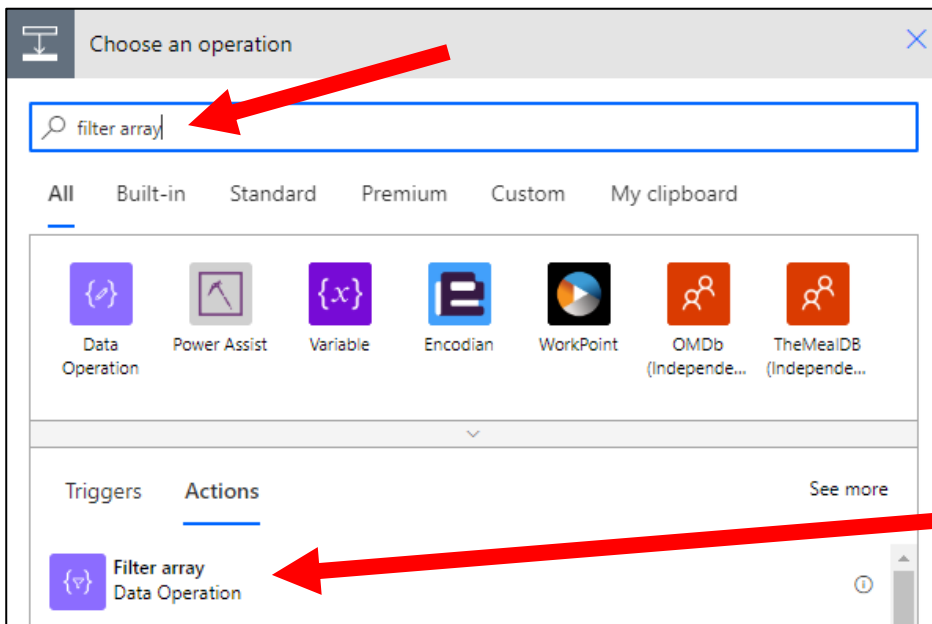 Choose an operation
filter array
All Built-in Standard Premium Custom My clipboard
{x}
Data Operation
Power Assist
Variable
Encodian
WorkPoint
OMDb (Independe...
TheMealDB (Independe...
Triggers Actions See more
Filter array
Data Operation